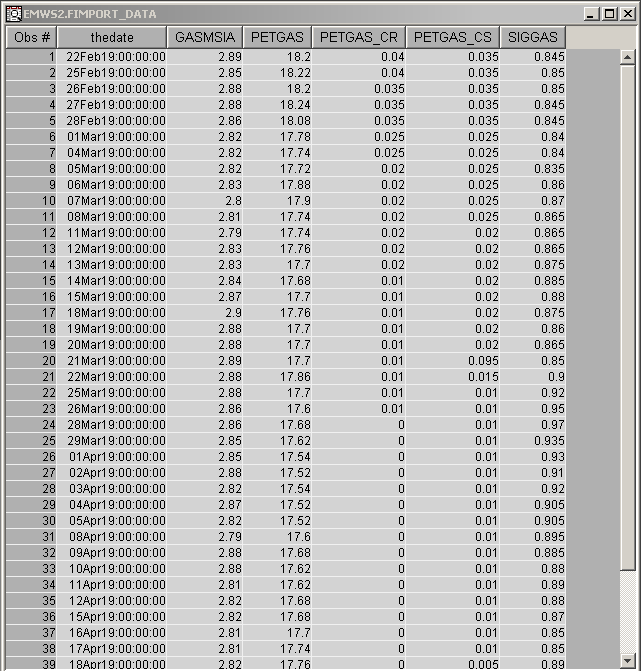 EMWS2.FIMPORT_DATA
Obs # thedate GASMSIA PETGAS PETGAS_CR PETGAS_CS SIGGAS
1 22Feb19:00:00:00 2.89 18.2 0.04 0.035 0.845
2 25Feb19:00:00:00 2.85 18.22 0.04 0.035 0.85
3 26Feb19:00:00:00 2.88 18.2 0.035 0.035 0.85
4 27Feb19:00:00:00 2.88 18.24 0.035 0.035 0.845
5 28Feb19:00:00:00 2.86 18.08 0.035 0.035 0.845
6 01Mar19:00:00:00 2.82 17.78 0.025 0.025 0.84
7 04Mar19:00:00:00 2.82 17.74 0.025 0.025 0.84
8 05Mar19:00:00:00 2.82 17.72 0.02 0.025 0.835
9 06Mar19:00:00:00 2.83 17.88 0.02 0.025 0.86
10 07Mar19:00:00:00 2.8 17.9 0.02 0.025 0.87
11 08Mar19:00:00:00 2.81 17.74 0.02 0.025 0.865
12 11Mar19:00:00:00 2.79 17.74 0.02 0.02 0.865
13 12Mar19:00:00:00 2.83 17.76 0.02 0.02 0.865
14 13Mar19:00:00:00 2.83 17.7 0.02 0.02 0.875
15 14Mar19:00:00:00 2.84 17.68 0.01 0.02 0.885
16 15Mar19:00:00:00 2.87 17.7 0.01 0.02 0.88
17 18Mar19:00:00:00 2.9 17.76 0.01 0.02 0.875
18 19Mar19:00:00:00 2.88 17.7 0.01 0.02 0.86
19 20Mar19:00:00:00 2.88 17.7 0.01 0.02 0.865
20 21Mar19:00:00:00 2.89 17.7 0.01 0.095 0.85
21 22Mar19:00:00:00 2.88 17.86 0.01 0.015 0.9
22 25Mar19:00:00:00 2.88 17.7 0.01 0.01 0.92
23 26Mar19:00:00:00 2.86 17.6 0.01 0.01 0.95
24 28Mar19:00:00:00 2.86 17.68 0 0.01 0.97
25 29Mar19:00:00:00 2.85 17.62 0 0.01 0.935
26 01Apr19:00:00:00 2.85 17.54 0 0.01 0.93
27 02Apr19:00:00:00 2.88 17.52 0 0.01 0.91
28 03Apr19:00:00:00 2.82 17.54 0 0.01 0.92
29 04Apr19:00:00:00 2.87 17.52 0 0.01 0.905
30 05Apr19:00:00:00 2.82 17.52 0 0.01 0.905
31 08Apr19:00:00:00 2.79 17.6 0 0.01 0.895
32 09Apr19:00:00:00 2.88 17.68 0 0.01 0.885
33 10Apr19:00:00:00 2.88 17.62 0 0.01 0.88
34 11Apr19:00:00:00 2.81 17.62 0 0.01 0.89
35 12Apr19:00:00:00 2.82 17.68 0 0.01 0.88
36 15Apr19:00:00:00 2.82 17.68 0 0.01 0.87
37 16Apr19:00:00:00 2.81 17.7 0 0.01 0.85
38 17Apr19:00:00:00 2.81 17.74 0 0.01 0.85
39 18Apr19:00:00:00 2.82 17.76 0 0.005 0.89